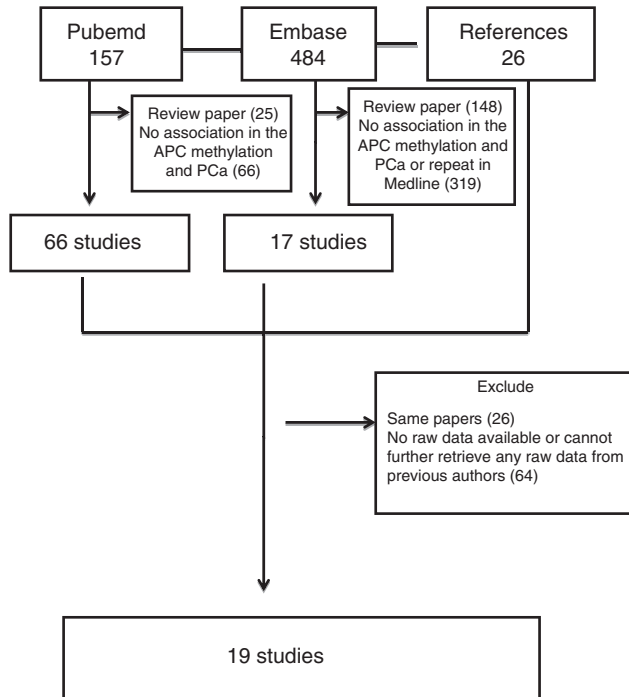 Pubemd
157
Embase
484
References
26
Review paper (25)
No association in the
APC methylation
and PCa (66)
Review paper (148)
No association in the
APC methylation and
PCa or repeat in
Medline (319)
66 studies
17 studies
Exclude
Same papers (26)
No raw data available or cannot
further retrieve any raw data from
previous authors (64)
19 studies